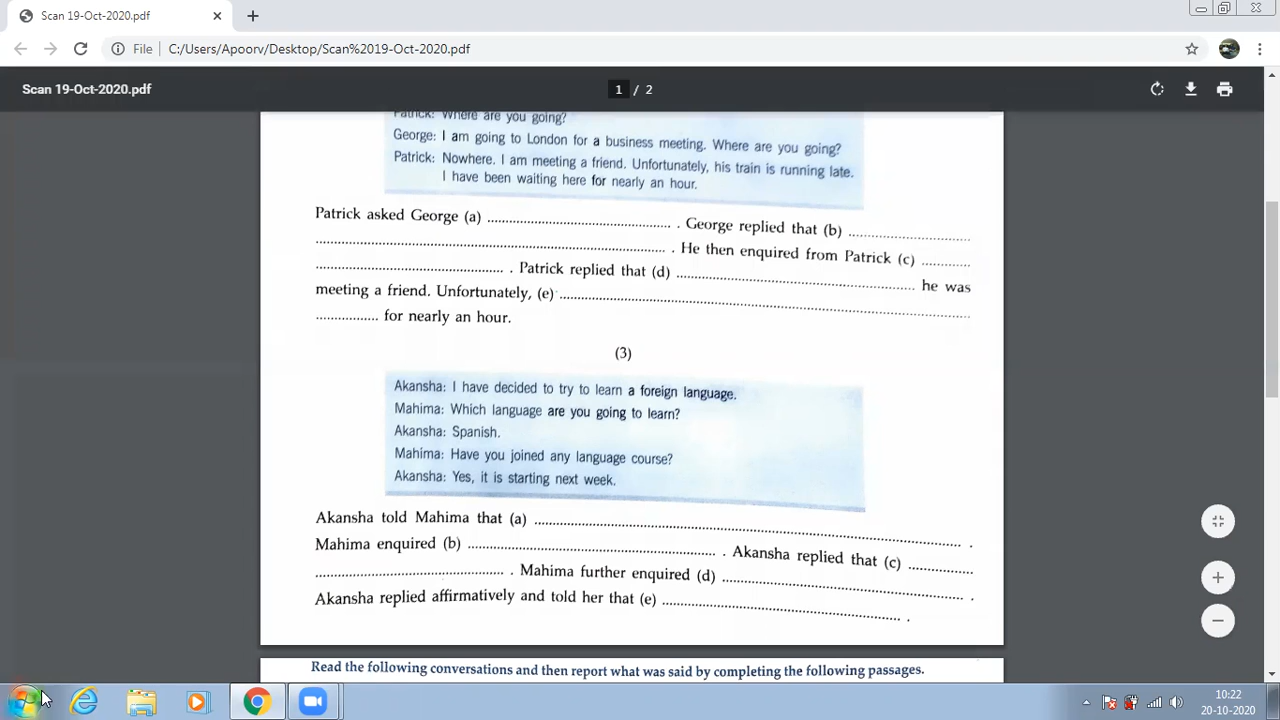 Scan 19-Oct-2020.pdf
File C:/Users/Apoorv/Desktop/Scan%2019-Oct-2020.pdf
Scan 19-Oct-2020.pdf 1 / 2
Patrick: Where are you going?
George: I am going to London for a business meeting. Where are you going?
Patrick: Nowhere. I am meeting a friend. Unfortunately, his train is running late.
I have been waiting here for nearly an hour.
Patrick asked George (a) .................................................. . George replied that (b) ................................
................................................................................................ . He then enquired from Patrick (c) ............
.................................................. . Patrick replied that (d) ................................................................ he was
meeting a friend. Unfortunately, (e) ................................................................................................................
................ for nearly an hour.
(3)
Akansha: I have decided to try to learn a foreign language.
Mahima: Which language are you going to learn?
Akansha: Spanish.
Mahima: Have you joined any language course?
Akansha: Yes, it is starting next week.
Akansha told Mahima that (a) ................................................................................................................ .
Mahima enquired (b) .................................................................... . Akansha replied that (c) ................
.................................................. . Mahima further enquired (d) .................................................................. .
Akansha replied affirmatively and told her that (e) .................................................................. .
Read the following conversations and then report what was said by completing the following passages.
10:22
20-10-2020